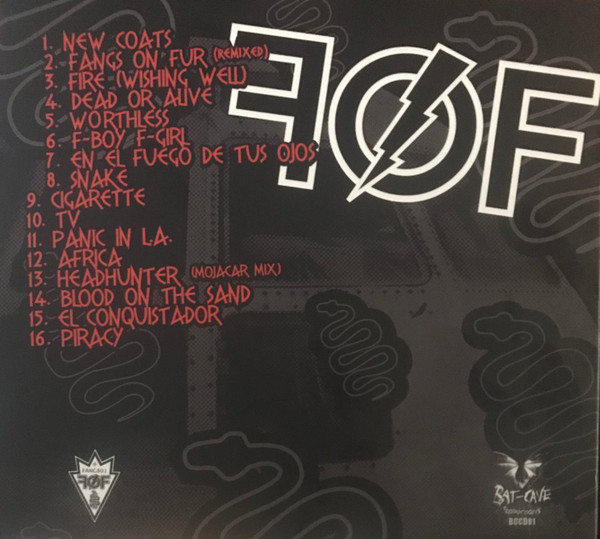 1. NEW COATS
2. FANGS ON FUR (REMIXED)
3. FIRE (WISHING WELL)
4. DEAD OR ALIVE
5. WORTHLESS
6. F-BOY F-GIRL
7. EN EL FUEGO DE TUS OJOS
8. SNAKE
9. CIGARETTE
10. TV
11. PANIC IN L.A.
12. AFRICA
13. HEADHUNTER (MOJACAR MIX)
14. BLOOD ON THE SAND
15. EL CONQUISTADOR
16. PIRACY
FØF
FØF
BAT-CAVE
BCCD01